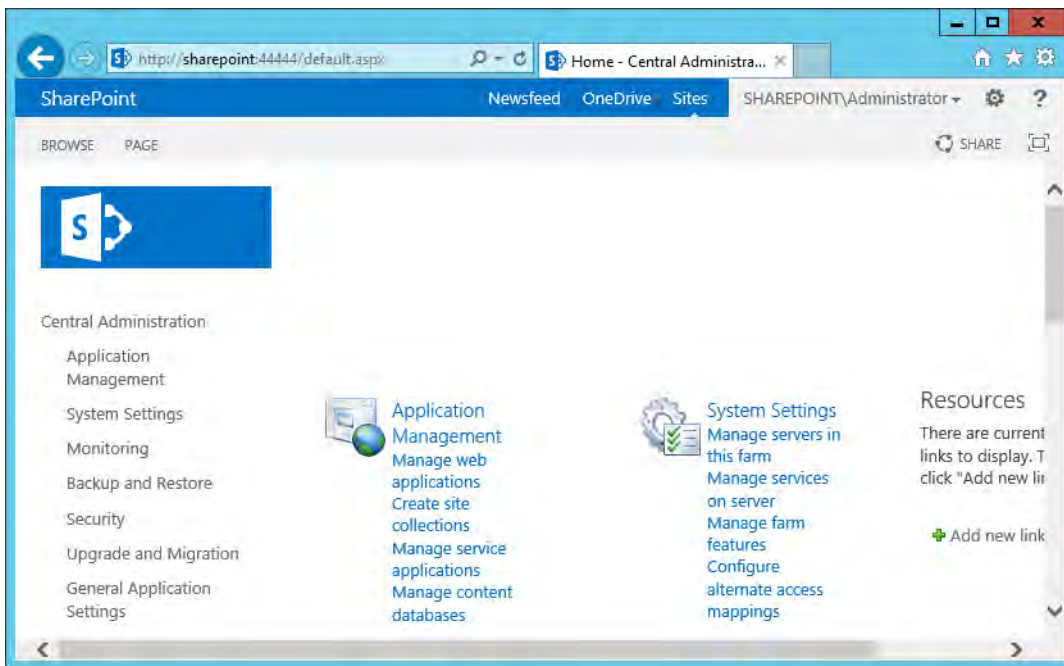 http://sharepoint:44444/default.aspx
Home - Central Administra...
SharePoint
Newsfeed OneDrive Sites SHAREPOINT\Administrator ?
BROWSE PAGE
SHARE
S
Central Administration
Application
Management
System Settings
Monitoring
Backup and Restore
Security
Upgrade and Migration
General Application
Settings
Application
Management
Manage web
applications
Create site
collections
Manage service
applications
Manage content
databases
System Settings
Manage servers in
this farm
Manage services
on server
Manage farm
features
Configure
alternate access
mappings
Resources
There are current
links to display. T
click "Add new lin
Add new link